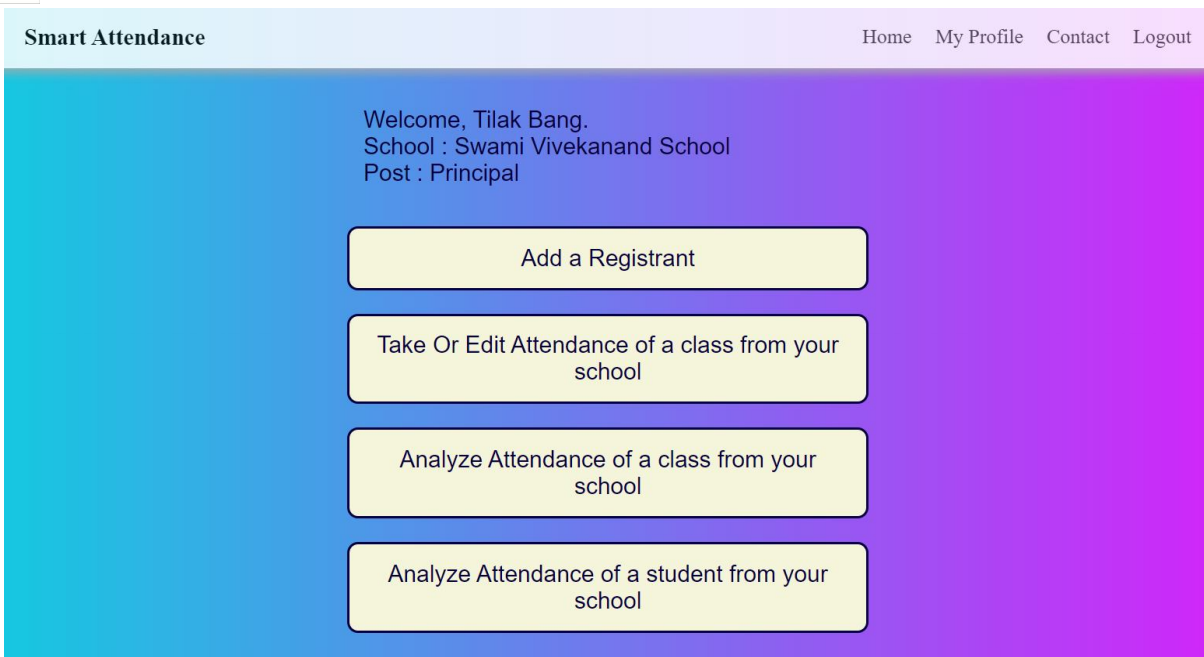 Smart Attendance
Home My Profile Contact Logout
Welcome, Tilak Bang.
School : Swami Vivekanand School
Post : Principal
Add a Registrant
Take Or Edit Attendance of a class from your
school
Analyze Attendance of a class from your
school
Analyze Attendance of a student from your
school